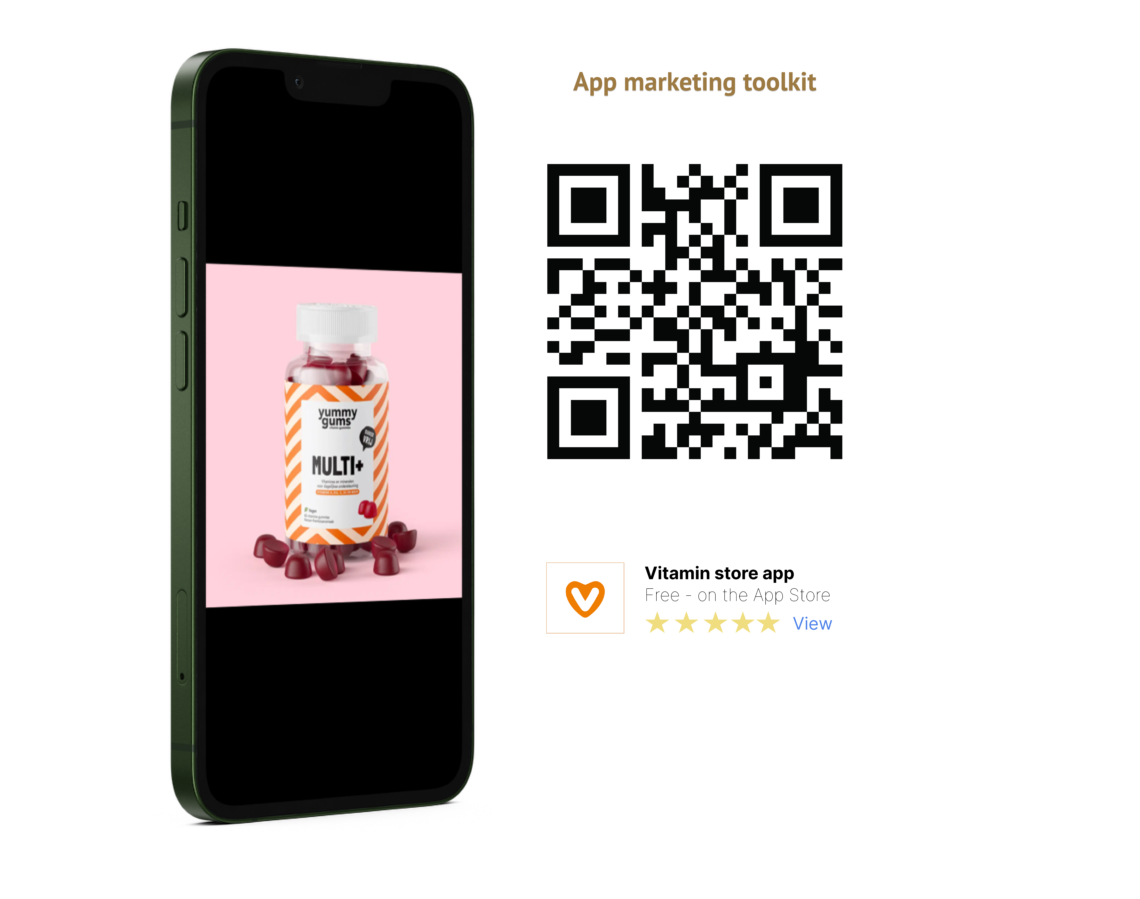 App marketing toolkit
yummy
gums
MULTI+
Vitamin store app
Free - on the App Store
View